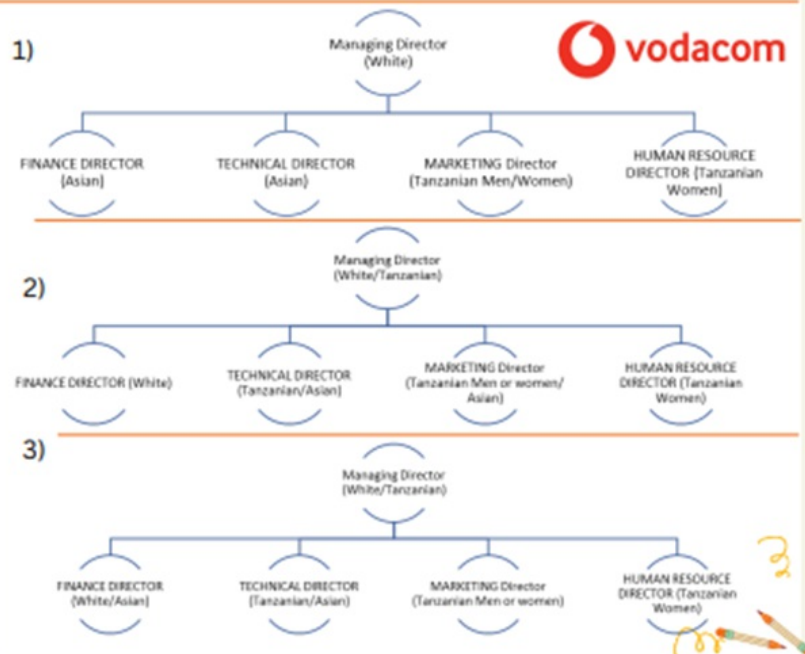 1)
vodacom
Managing Director
(White)
FINANCE DIRECTOR
(Asian)
TECHNICAL DIRECTOR
(Asian)
MARKETING Director
(Tanzanian Men/Women)
HUMAN RESOURCE
DIRECTOR (Tanzanian
Women)
2)
Managing Director
(White/Tanzanian)
FINANCE DIRECTOR (White)
TECHNICAL DIRECTOR
(Tanzanian/Asian)
MARKETING Director
(Tanzanian Men or women/
Asian)
HUMAN RESOURCE
DIRECTOR (Tanzanian
Women)
3)
Managing Director
(White/Tanzanian)
FINANCE DIRECTOR
(White/Asian)
TECHNICAL DIRECTOR
(Tanzanian/Asian)
MARKETING Director
(Tanzanian Men or women)
HUMAN RESOURCE
DIRECTOR (Tanzanian
Women)